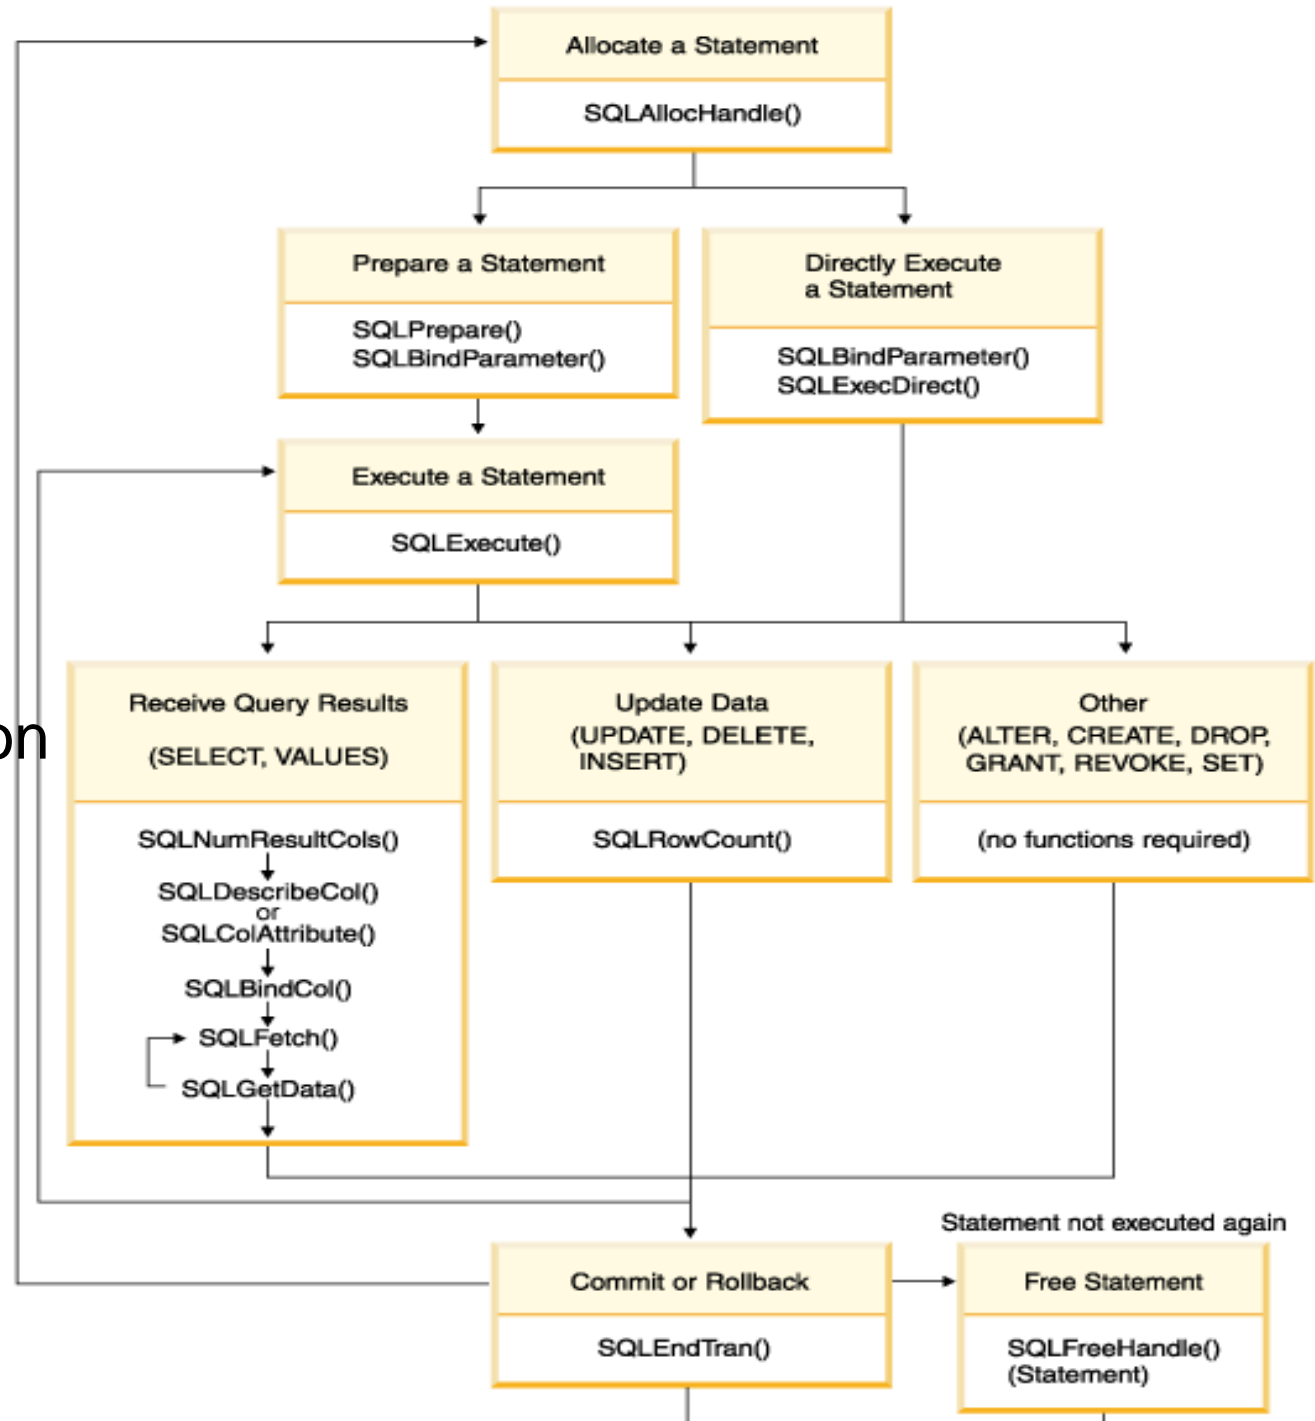 Allocate a Statement
SQLAllocHandle()
Prepare a Statement
SQLPrepare()
SQLBindParameter()
Directly Execute
a Statement
SQLBindParameter()
SQLExecDirect()
Execute a Statement
SQLExecute()
Receive Query Results
(SELECT, VALUES)
SQLNumResultCols()
SQLDescribeCol()
or
SQLColAttribute()
SQLBindCol()
SQLFetch()
SQLGetData()
Update Data
(UPDATE, DELETE,
INSERT)
SQLRowCount()
Other
(ALTER, CREATE, DROP,
GRANT, REVOKE, SET)
(no functions required)
on
Statement not executed again
Commit or Rollback
SQLEndTran()
Free Statement
SQLFreeHandle()
(Statement)